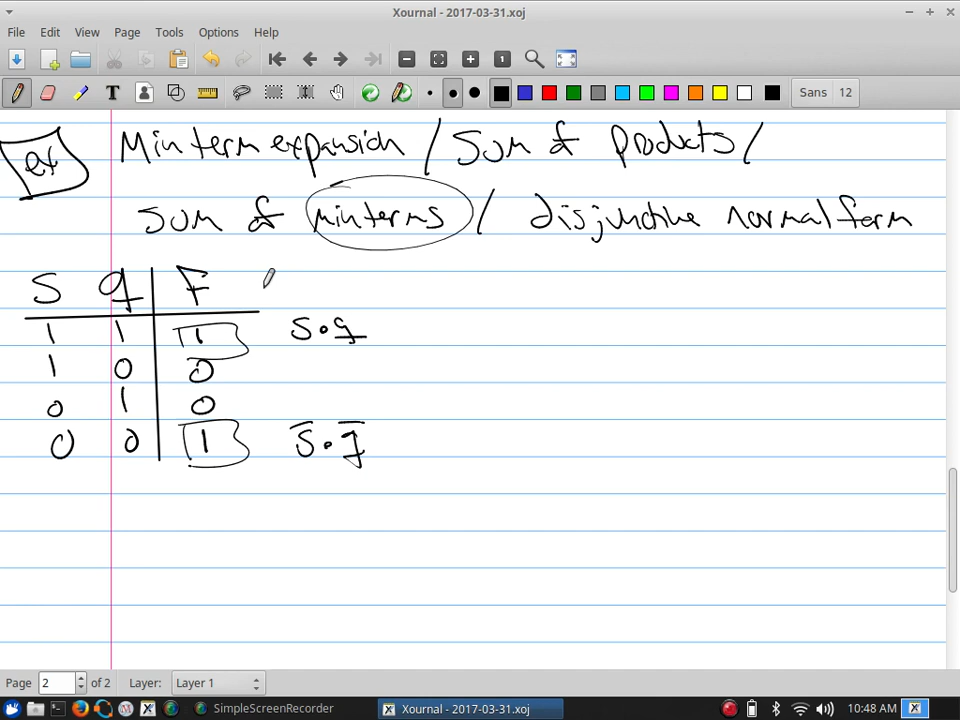 Xournal - 2017-03-31.xoj
File Edit View Page Tools Options Help
Sans 12
ex Minterm expansion / Sum of Products /
Sum of minterms / disjunctive normal form
S q F
1 1 1 S·q
1 0 0
0 1 0
0 0 1 S̅·q̅
Page 2 of 2 Layer: Layer 1
SimpleScreenRecorder Xournal - 2017-03-31.xoj 10:48 AM